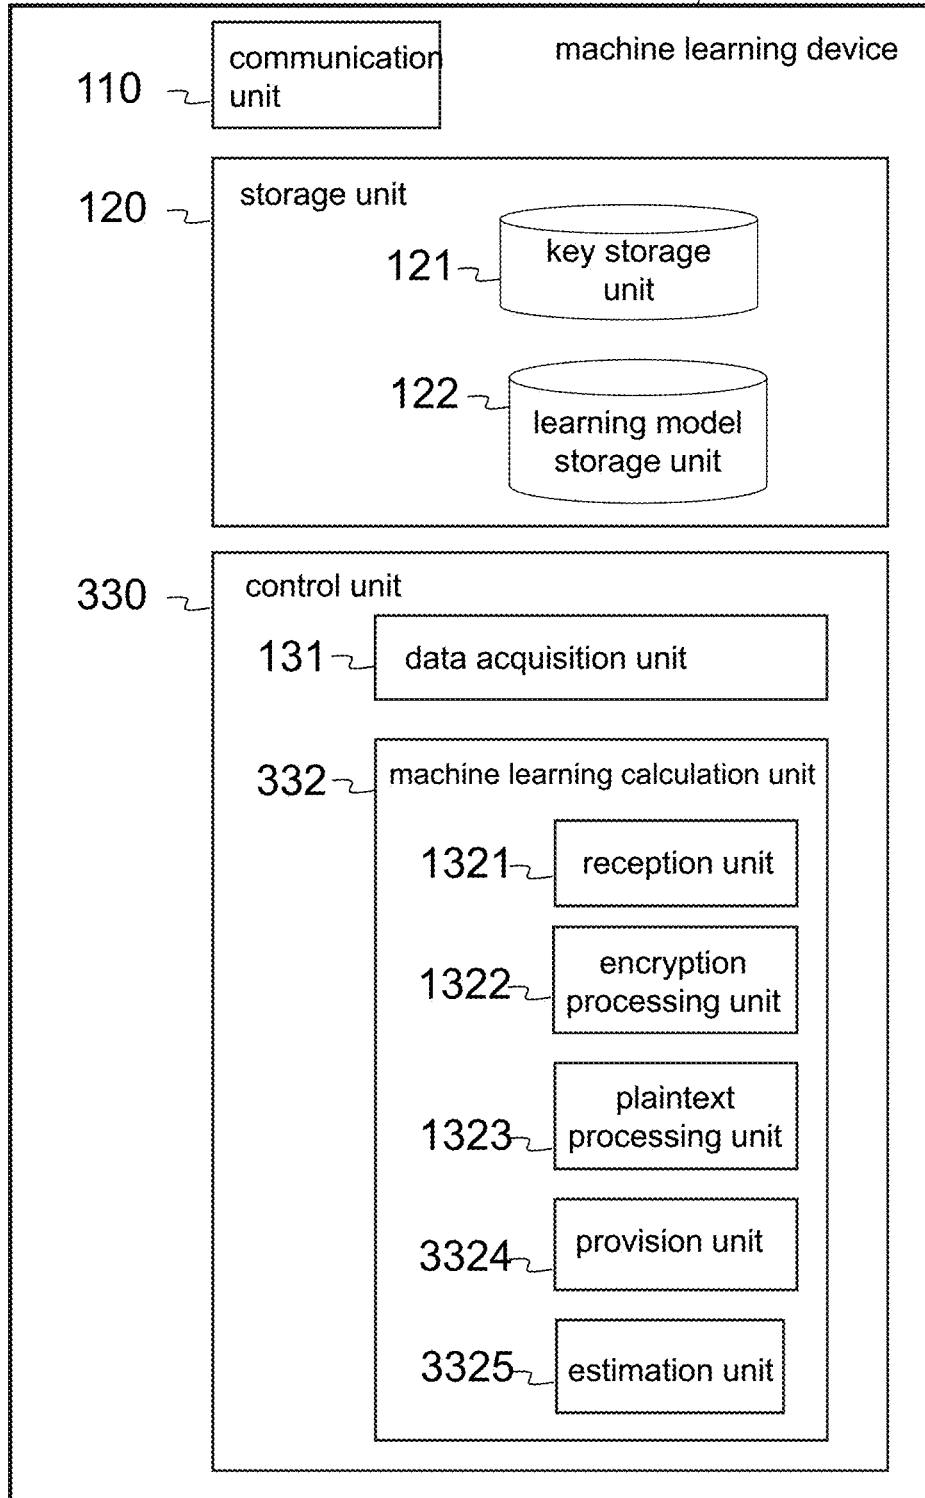 machine learning device
communication
unit
110
120
storage unit
121
key storage
unit
122
learning model
storage unit
330
control unit
131
data acquisition unit
332
machine learning calculation unit
1321
reception unit
1322
encryption
processing unit
1323
plaintext
processing unit
3324
provision unit
3325
estimation unit